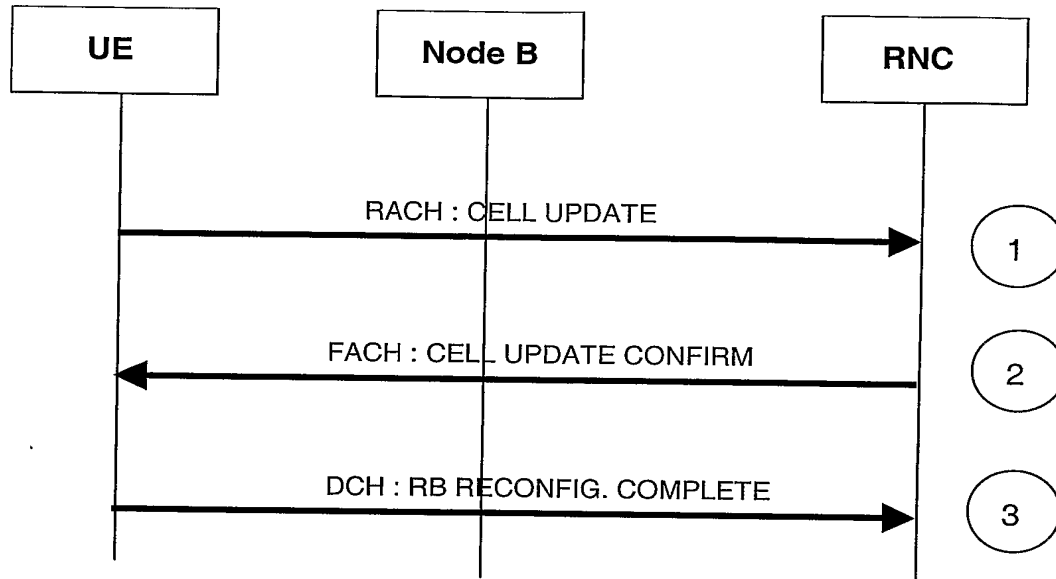 UE
Node B
RNC
RACH : CELL UPDATE
1
FACH : CELL UPDATE CONFIRM
2
DCH : RB RECONFIG. COMPLETE
3